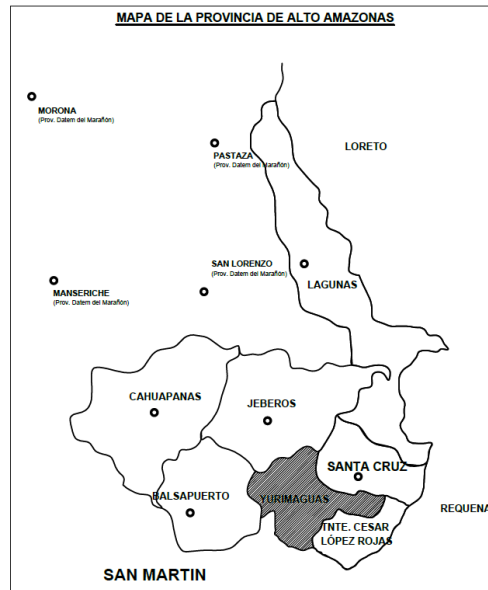 MAPA DE LA PROVINCIA DE ALTO AMAZONAS
MORONA
(Prov. Datem del Marañón)
LORETO
PASTAZA
(Prov. Datem del Marañón)
SAN LORENZO
(Prov. Datem del Marañón)
LAGUNAS
MANSERICHE
(Prov. Datem del Marañón)
CAHUAPANAS
JEBEROS
SANTA CRUZ
BALSAPUERTO
YURIMAGUAS
REQUENA
TNTE. CESAR
LÓPEZ ROJAS
SAN MARTIN